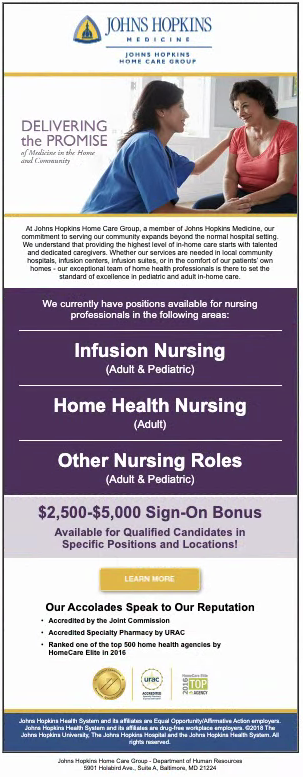 JOHNS HOPKINS
MEDICINE
JOHNS HOPKINS
HOME CARE GROUP
DELIVERING
the PROMISE
of Medicine in the Home
and Community
At Johns Hopkins Home Care Group, a member of Johns Hopkins Medicine, our
commitment to serving our community expands beyond the normal hospital setting.
We understand that providing the highest level of in-home care starts with talented
and dedicated caregivers. Whether our services are needed in local community
hospitals, infusion centers, infusion suites, or in the comfort of our patients' own
homes - our exceptional team of home health professionals is there to set the
standard of excellence in pediatric and adult in-home care.
We currently have positions available for nursing
professionals in the following areas:
Infusion Nursing
(Adult & Pediatric)
Home Health Nursing
(Adult)
Other Nursing Roles
(Adult & Pediatric)
$2,500-$5,000 Sign-On Bonus
Available for Qualified Candidates in
Specific Positions and Locations!
LEARN MORE
Our Accolades Speak to Our Reputation
• Accredited by the Joint Commission
• Accredited Specialty Pharmacy by URAC
• Ranked one of the top 500 home health agencies by
HomeCare Elite in 2016
urac
ACCREDITED
HomeCare Elite
2016
TOP
AGENCY
Johns Hopkins Health System and its affiliates are Equal Opportunity/Affirmative Action employers.
Johns Hopkins Health System and its affiliates are drug-free workplace employers. ©2018 The
Johns Hopkins University, The Johns Hopkins Hospital and the Johns Hopkins Health System. All
rights reserved.
Johns Hopkins Home Care Group - Department of Human Resources
5901 Holabird Ave., Suite A, Baltimore, MD 21224